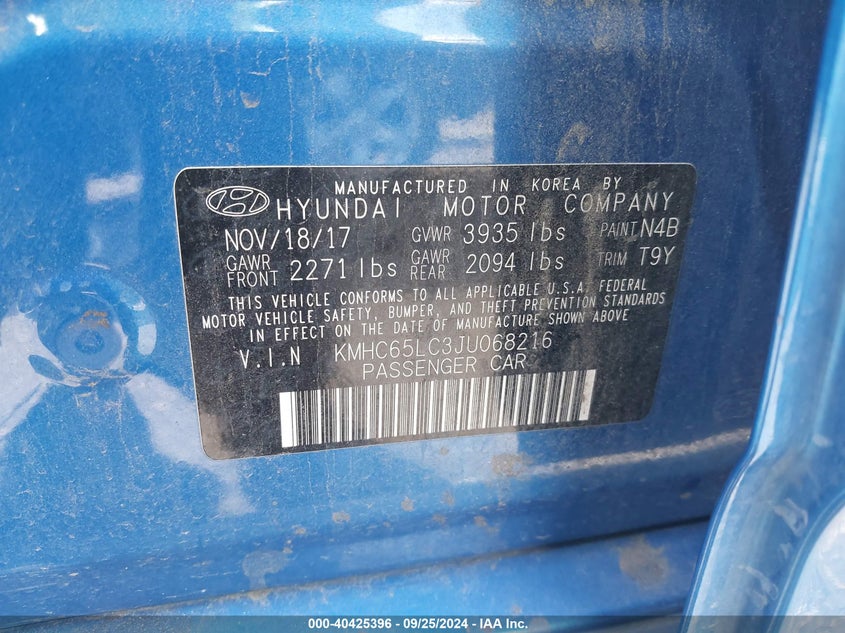 MANUFACTURED IN KOREA BY
HYUNDAI MOTOR COMPANY
NOV/18/17 GVWR 3935 lbs PAINT N4B
GAWR FRONT 2271 lbs GAWR REAR 2094 lbs TRIM T9Y
THIS VEHICLE CONFORMS TO ALL APPLICABLE U.S.A. FEDERAL
MOTOR VEHICLE SAFETY, BUMPER, AND THEFT PREVENTION STANDARDS
IN EFFECT ON THE DATE OF MANUFACTURE SHOWN ABOVE
V.I.N KMHC65LC3JU068216
PASSENGER CAR
000-40425396 - 09/25/2024 - IAA Inc.